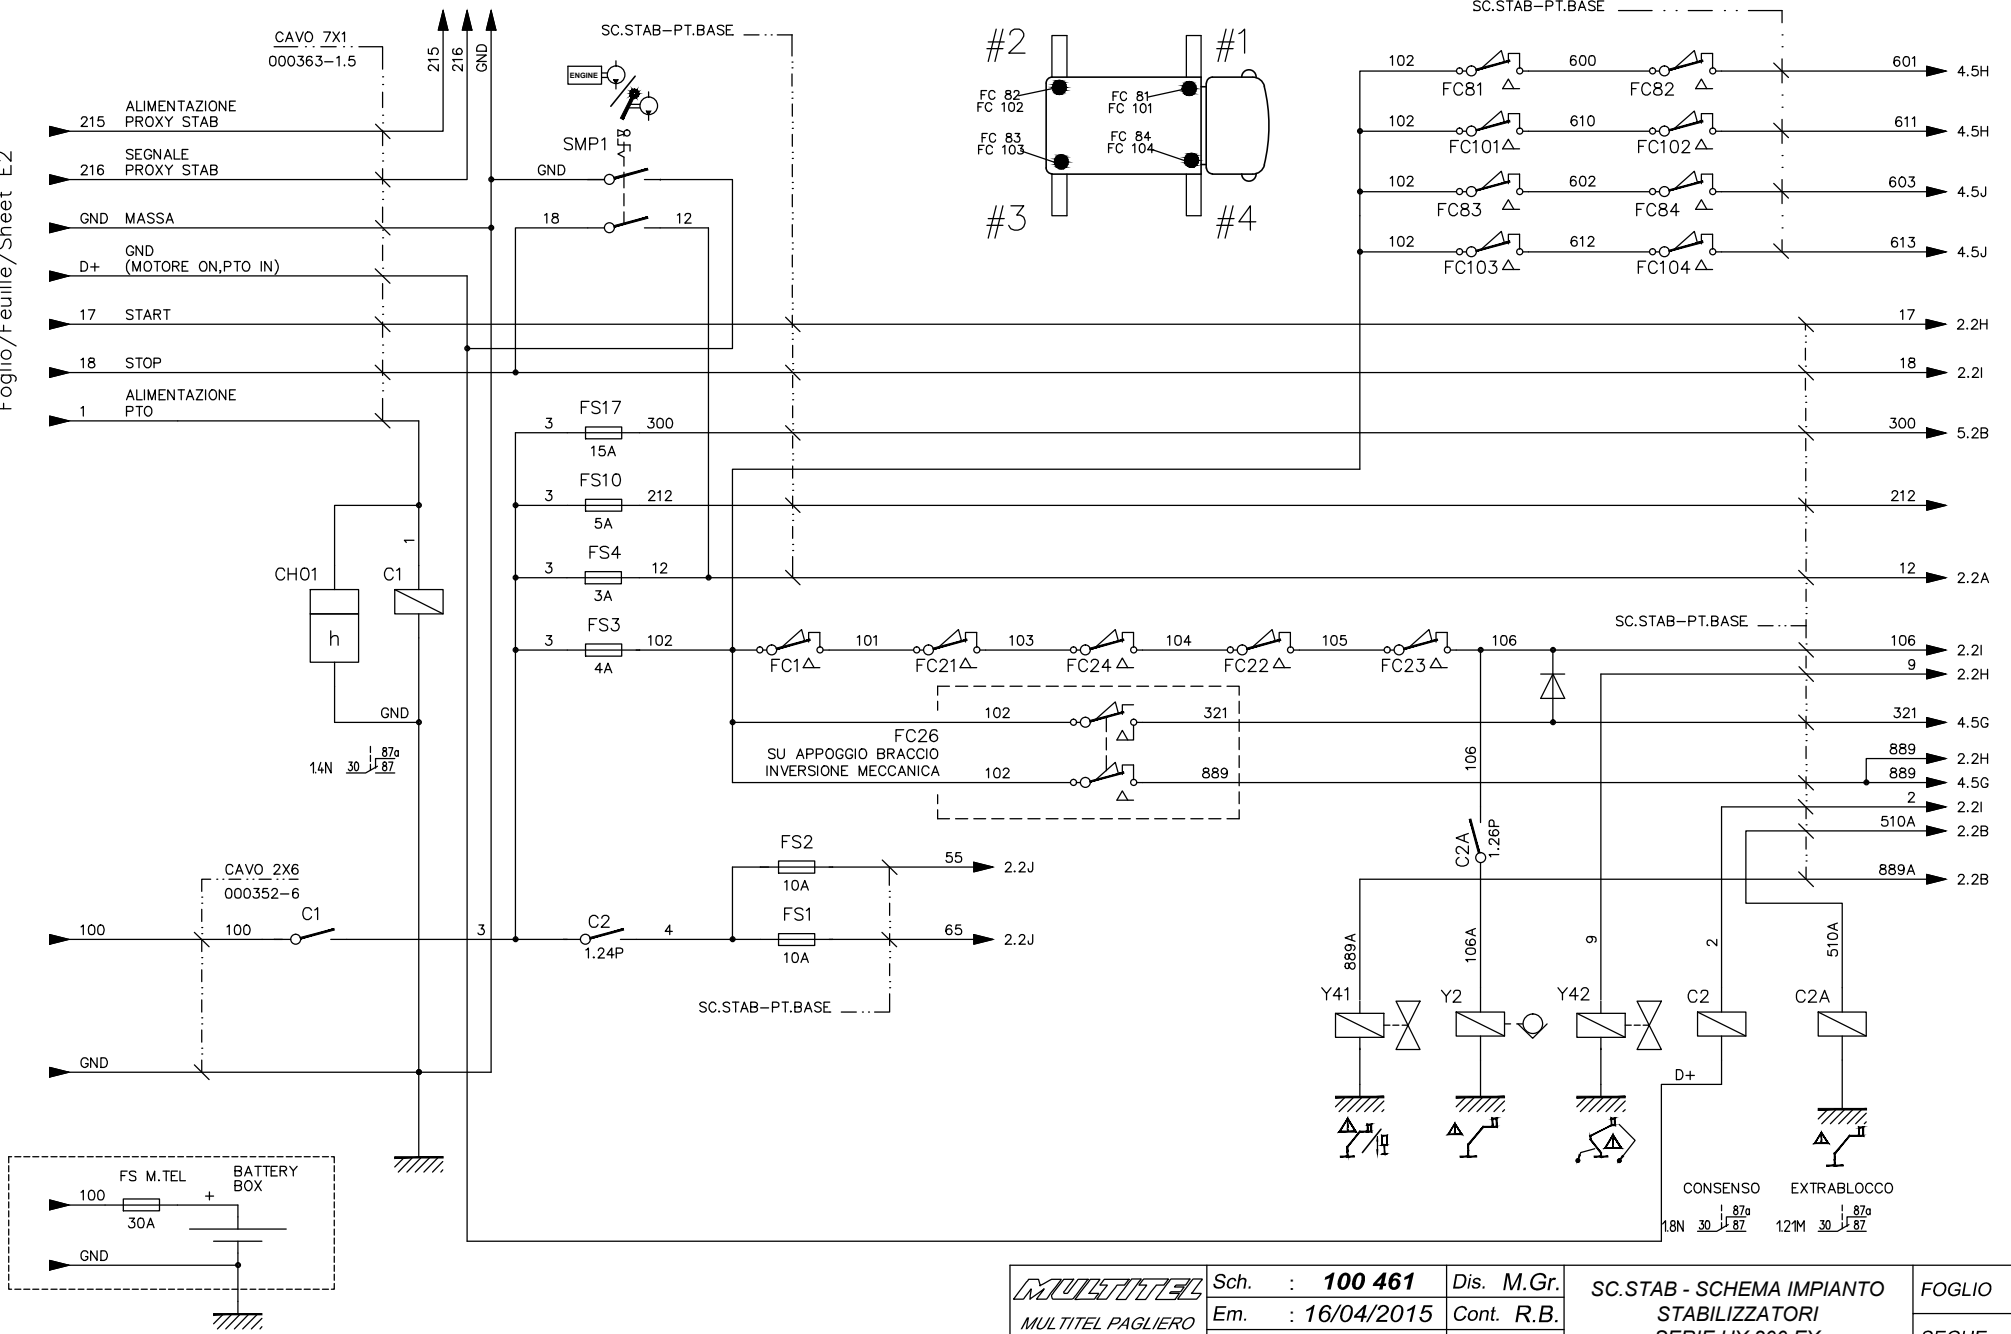 Foglio/Feuille/Sheet E2
CAVO 7X1
000363-1.5
215
216
GND
SC.STAB-PT.BASE
ENGINE
SMP1
#2
#1
FC 82
FC 102
FC 81
FC 101
FC 83
FC 103
FC 84
FC 104
#3
#4
SC.STAB-PT.BASE
102 FC81 600 FC82 601 4.5H
102 FC101 610 FC102 611 4.5H
102 FC83 602 FC84 603 4.5J
102 FC103 612 FC104 613 4.5J
215 ALIMENTAZIONE
PROXY STAB
216 SEGNALE
PROXY STAB
GND MASSA
D+ GND
(MOTORE ON,PTO IN)
17 START
18 STOP
1 ALIMENTAZIONE
PTO
GND
18 12
17 2.2H
18 2.2I
3 FS17 300
15A
300 5.2B
3 FS10 212
5A
212
3 FS4 12
3A
12 2.2A
3 FS3 102
4A
FC1 101 FC21 103 FC24 104 FC22 105 FC23 106
SC.STAB-PT.BASE
106 2.2I
9 2.2H
321 4.5G
889 2.2H
889 4.5G
2 2.2I
510A 2.2B
889A 2.2B
CH01
h
C1
1
GND
1.4N 30 87a
87
102 321
FC26
SU APPOGGIO BRACCIO
INVERSIONE MECCANICA
102 889
106
C2A
1.26P
CAVO 2X6
000352-6
100 100 C1 3
C2
1.24P
4
FS2
10A
55 2.2J
FS1
10A
65 2.2J
SC.STAB-PT.BASE
GND
889A 106A 9 2 510A
Y41 Y2 Y42 C2 C2A
D+
CONSENSO
1.8N 30 87a
87
EXTRABLOCCO
1.21M 30 87a
87
100 FS M.TEL + BATTERY
BOX
30A
GND
MULTITEL
MULTITEL PAGLIERO
Sch. : 100 461
Em. : 16/04/2015
Dis. M.Gr.
Cont. R.B.
SC.STAB - SCHEMA IMPIANTO
STABILIZZATORI
FOGLIO